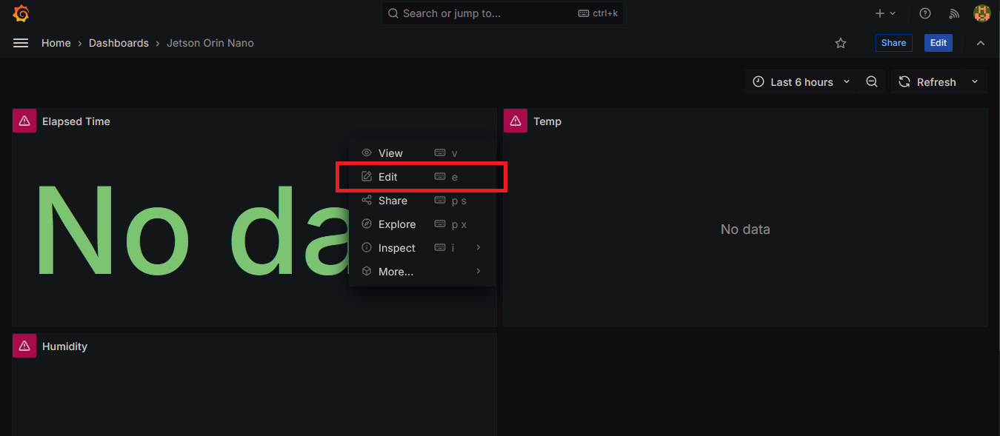 Search or jump to... ctrl+k
Home › Dashboards › Jetson Orin Nano
Share Edit
Last 6 hours Refresh
Elapsed Time
No da
View v
Edit e
Share p s
Explore p x
Inspect i
More...
Temp
No data
Humidity